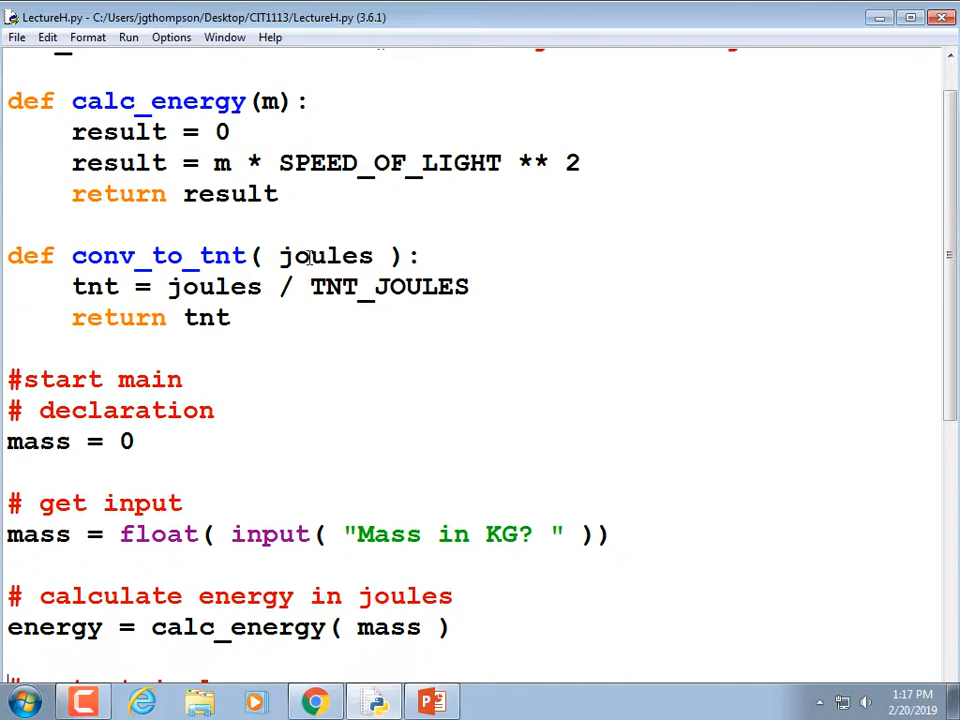 LectureH.py - C:/Users/jgthompson/Desktop/CIT1113/LectureH.py (3.6.1)
File Edit Format Run Options Window Help
def calc_energy(m):
    result = 0
    result = m * SPEED_OF_LIGHT ** 2
    return result
def conv_to_tnt( joules ):
    tnt = joules / TNT_JOULES
    return tnt
#start main
# declaration
mass = 0
# get input
mass = float( input( "Mass in KG? " ))
# calculate energy in joules
energy = calc_energy( mass )
1:17 PM
2/20/2019